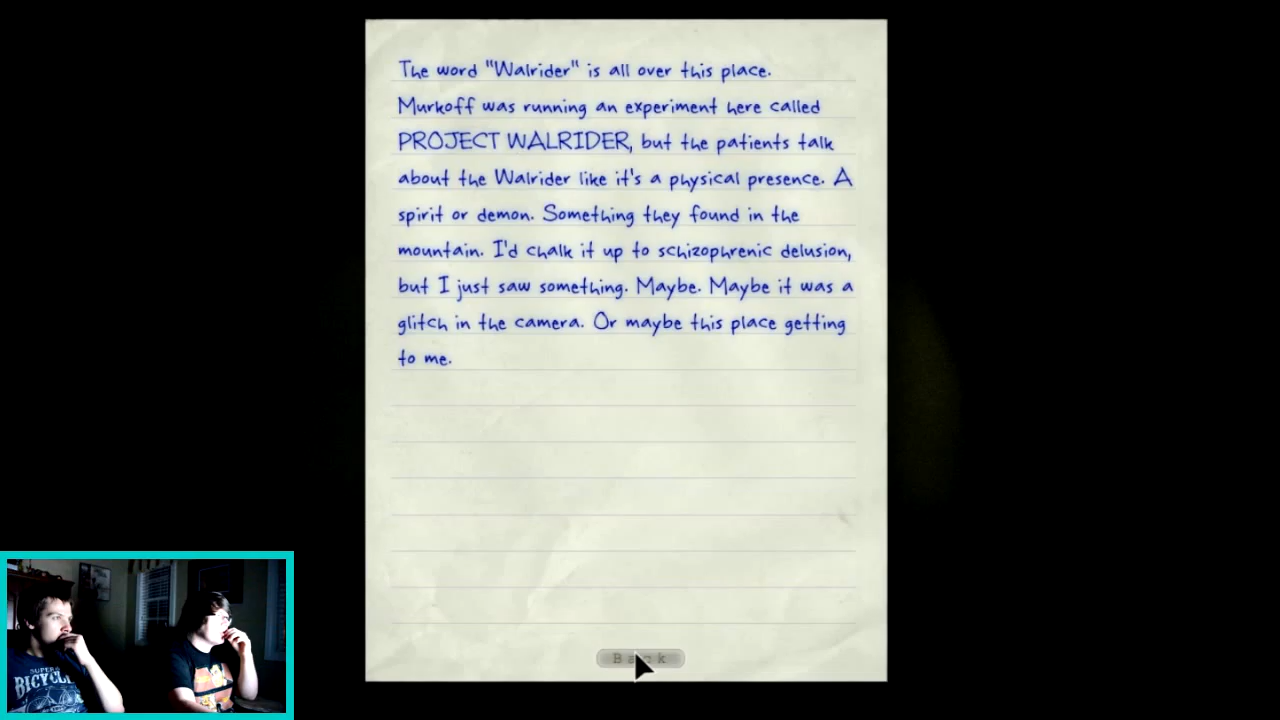 The word "Walrider" is all over this place.
Murkoff was running an experiment here called
PROJECT WALRIDER, but the patients talk
about the Walrider like it's a physical presence. A
spirit or demon. Something they found in the
mountain. I'd chalk it up to schizophrenic delusion,
but I just saw something. Maybe. Maybe it was a
glitch in the camera. Or maybe this place getting
to me.
Back
SUPER
BICYCL